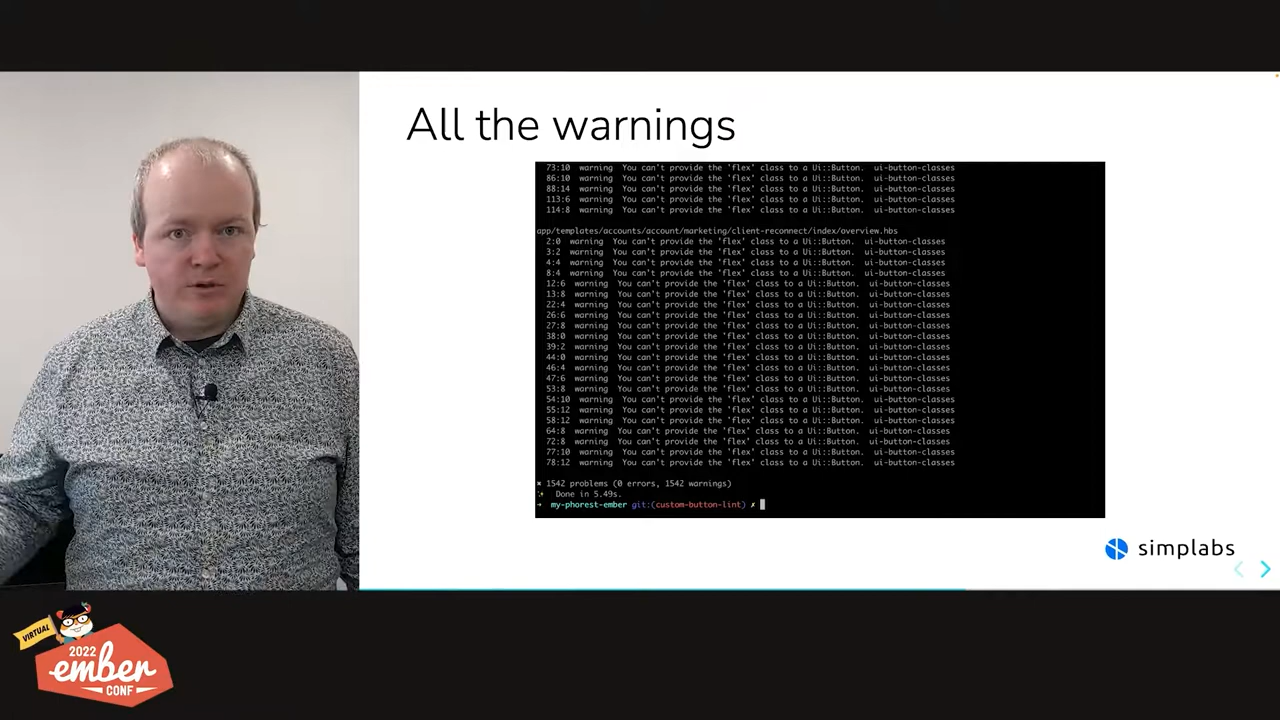 All the warnings
73:10 warning You can't provide the 'flex' class to a Ui::Button. ui-button-classes
86:10 warning You can't provide the 'flex' class to a Ui::Button. ui-button-classes
88:14 warning You can't provide the 'flex' class to a Ui::Button. ui-button-classes
113:6 warning You can't provide the 'flex' class to a Ui::Button. ui-button-classes
114:8 warning You can't provide the 'flex' class to a Ui::Button. ui-button-classes
app/templates/accounts/account/marketing/client-reconnect/index/overview.hbs
2:0 warning You can't provide the 'flex' class to a Ui::Button. ui-button-classes
3:2 warning You can't provide the 'flex' class to a Ui::Button. ui-button-classes
4:4 warning You can't provide the 'flex' class to a Ui::Button. ui-button-classes
8:4 warning You can't provide the 'flex' class to a Ui::Button. ui-button-classes
12:6 warning You can't provide the 'flex' class to a Ui::Button. ui-button-classes
13:8 warning You can't provide the 'flex' class to a Ui::Button. ui-button-classes
22:4 warning You can't provide the 'flex' class to a Ui::Button. ui-button-classes
26:6 warning You can't provide the 'flex' class to a Ui::Button. ui-button-classes
27:8 warning You can't provide the 'flex' class to a Ui::Button. ui-button-classes
38:0 warning You can't provide the 'flex' class to a Ui::Button. ui-button-classes
39:2 warning You can't provide the 'flex' class to a Ui::Button. ui-button-classes
44:0 warning You can't provide the 'flex' class to a Ui::Button. ui-button-classes
46:4 warning You can't provide the 'flex' class to a Ui::Button. ui-button-classes
47:6 warning You can't provide the 'flex' class to a Ui::Button. ui-button-classes
53:8 warning You can't provide the 'flex' class to a Ui::Button. ui-button-classes
54:10 warning You can't provide the 'flex' class to a Ui::Button. ui-button-classes
55:12 warning You can't provide the 'flex' class to a Ui::Button. ui-button-classes
58:12 warning You can't provide the 'flex' class to a Ui::Button. ui-button-classes
64:8 warning You can't provide the 'flex' class to a Ui::Button. ui-button-classes
72:8 warning You can't provide the 'flex' class to a Ui::Button. ui-button-classes
77:10 warning You can't provide the 'flex' class to a Ui::Button. ui-button-classes
78:12 warning You can't provide the 'flex' class to a Ui::Button. ui-button-classes
✖ 1542 problems (0 errors, 1542 warnings)
✨ Done in 5.49s.
➜ my-phorest-ember git:(custom-button-lint) ✗
simplabs
VIRTUAL
2022
ember
CONF